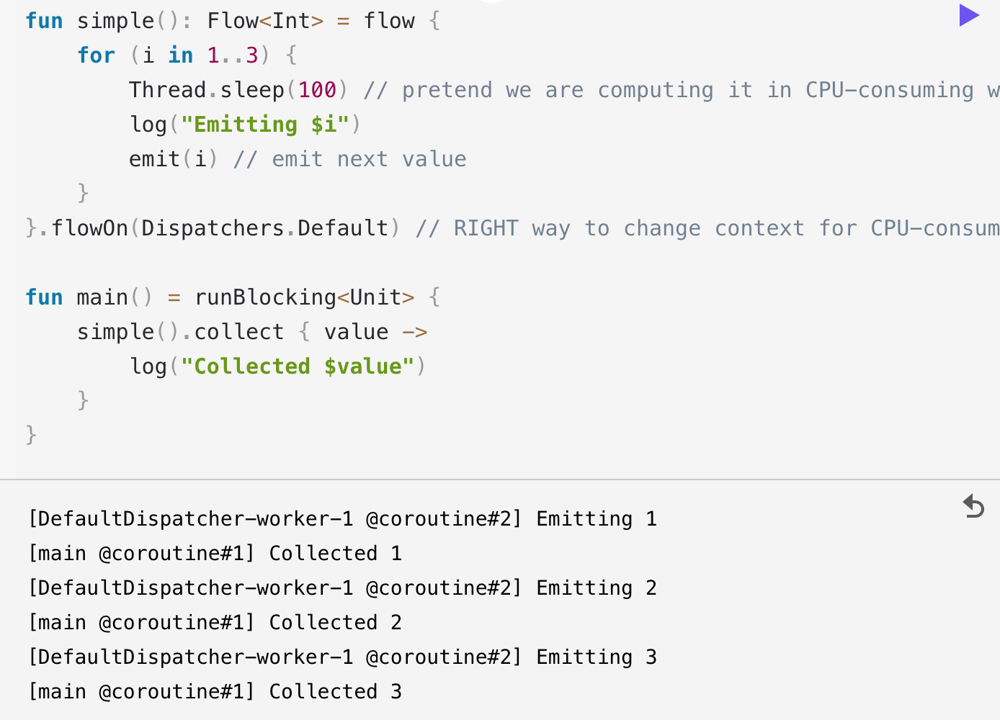 fun simple(): Flow<Int> = flow {
    for (i in 1..3) {
        Thread.sleep(100) // pretend we are computing it in CPU-consuming
        log("Emitting $i")
        emit(i) // emit next value
    }
}.flowOn(Dispatchers.Default) // RIGHT way to change context for
fun main() = runBlocking<Unit> {
    simple().collect { value ->
        log("Collected $value")
    }
}
[DefaultDispatcher-worker-1 @coroutine#2] Emitting 1
[main @coroutine#1] Collected 1
[DefaultDispatcher-worker-1 @coroutine#2] Emitting 2
[main @coroutine#1] Collected 2
[DefaultDispatcher-worker-1 @coroutine#2] Emitting 3
[main @coroutine#1] Collected 3